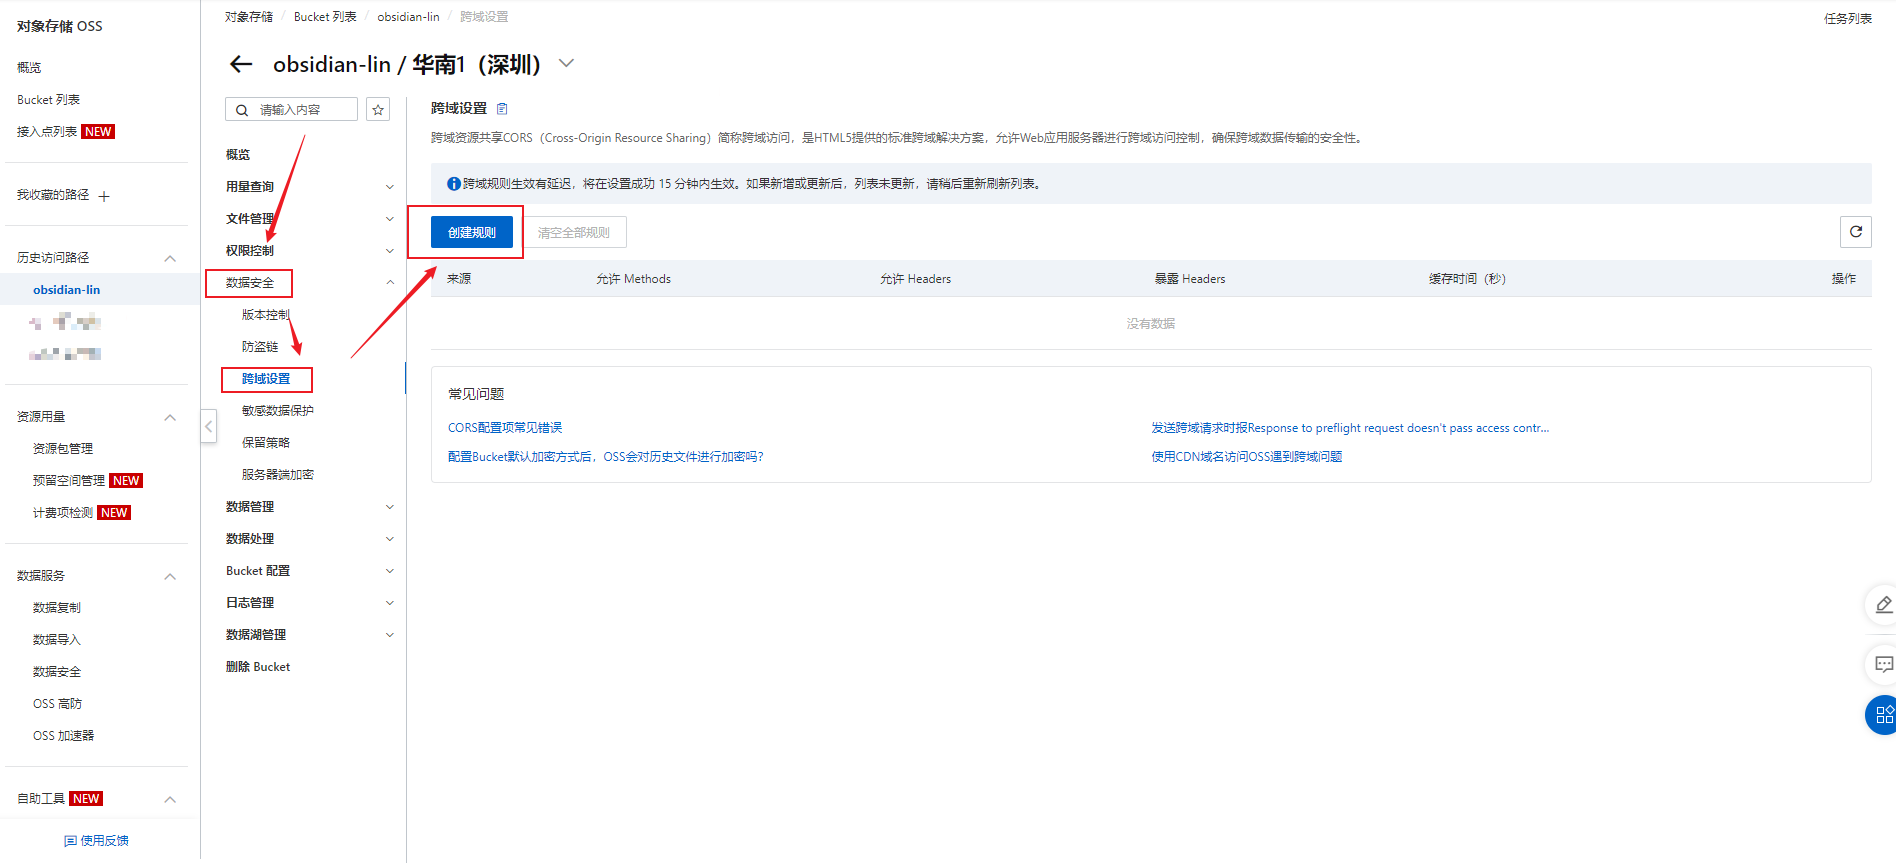 对象存储 OSS
概览
Bucket 列表
接入点列表 NEW
我收藏的路径
历史访问路径
obsidian-lin
资源用量
资源包管理
预留空间管理 NEW
计费项检测 NEW
数据服务
数据复制
数据导入
数据安全
OSS 高防
OSS 加速器
自助工具 NEW
使用反馈
对象存储 / Bucket 列表 / obsidian-lin / 跨域设置
任务列表
obsidian-lin / 华南1（深圳）
请输入内容
概览
用量查询
文件管理
权限控制
数据安全
版本控制
防盗链
跨域设置
敏感数据保护
保留策略
服务器端加密
数据管理
数据处理
Bucket 配置
日志管理
数据湖管理
删除 Bucket
跨域设置
跨域资源共享CORS（Cross-Origin Resource Sharing）简称跨域访问，是HTML5提供的标准跨域解决方案，允许Web应用服务器进行跨域访问控制，确保跨域数据传输的安全性。
跨域规则生效有延迟，将在设置成功 15 分钟内生效。如果新增或更新后，列表未更新，请稍后重新刷新列表。
创建规则 清空全部规则
来源 允许 Methods 允许 Headers 暴露 Headers 缓存时间（秒） 操作
没有数据
常见问题
CORS配置项常见错误 发送跨域请求时报Response to preflight request doesn't pass access contr...
配置Bucket默认加密方式后，OSS会对历史文件进行加密吗? 使用CDN域名访问OSS遇到跨域问题